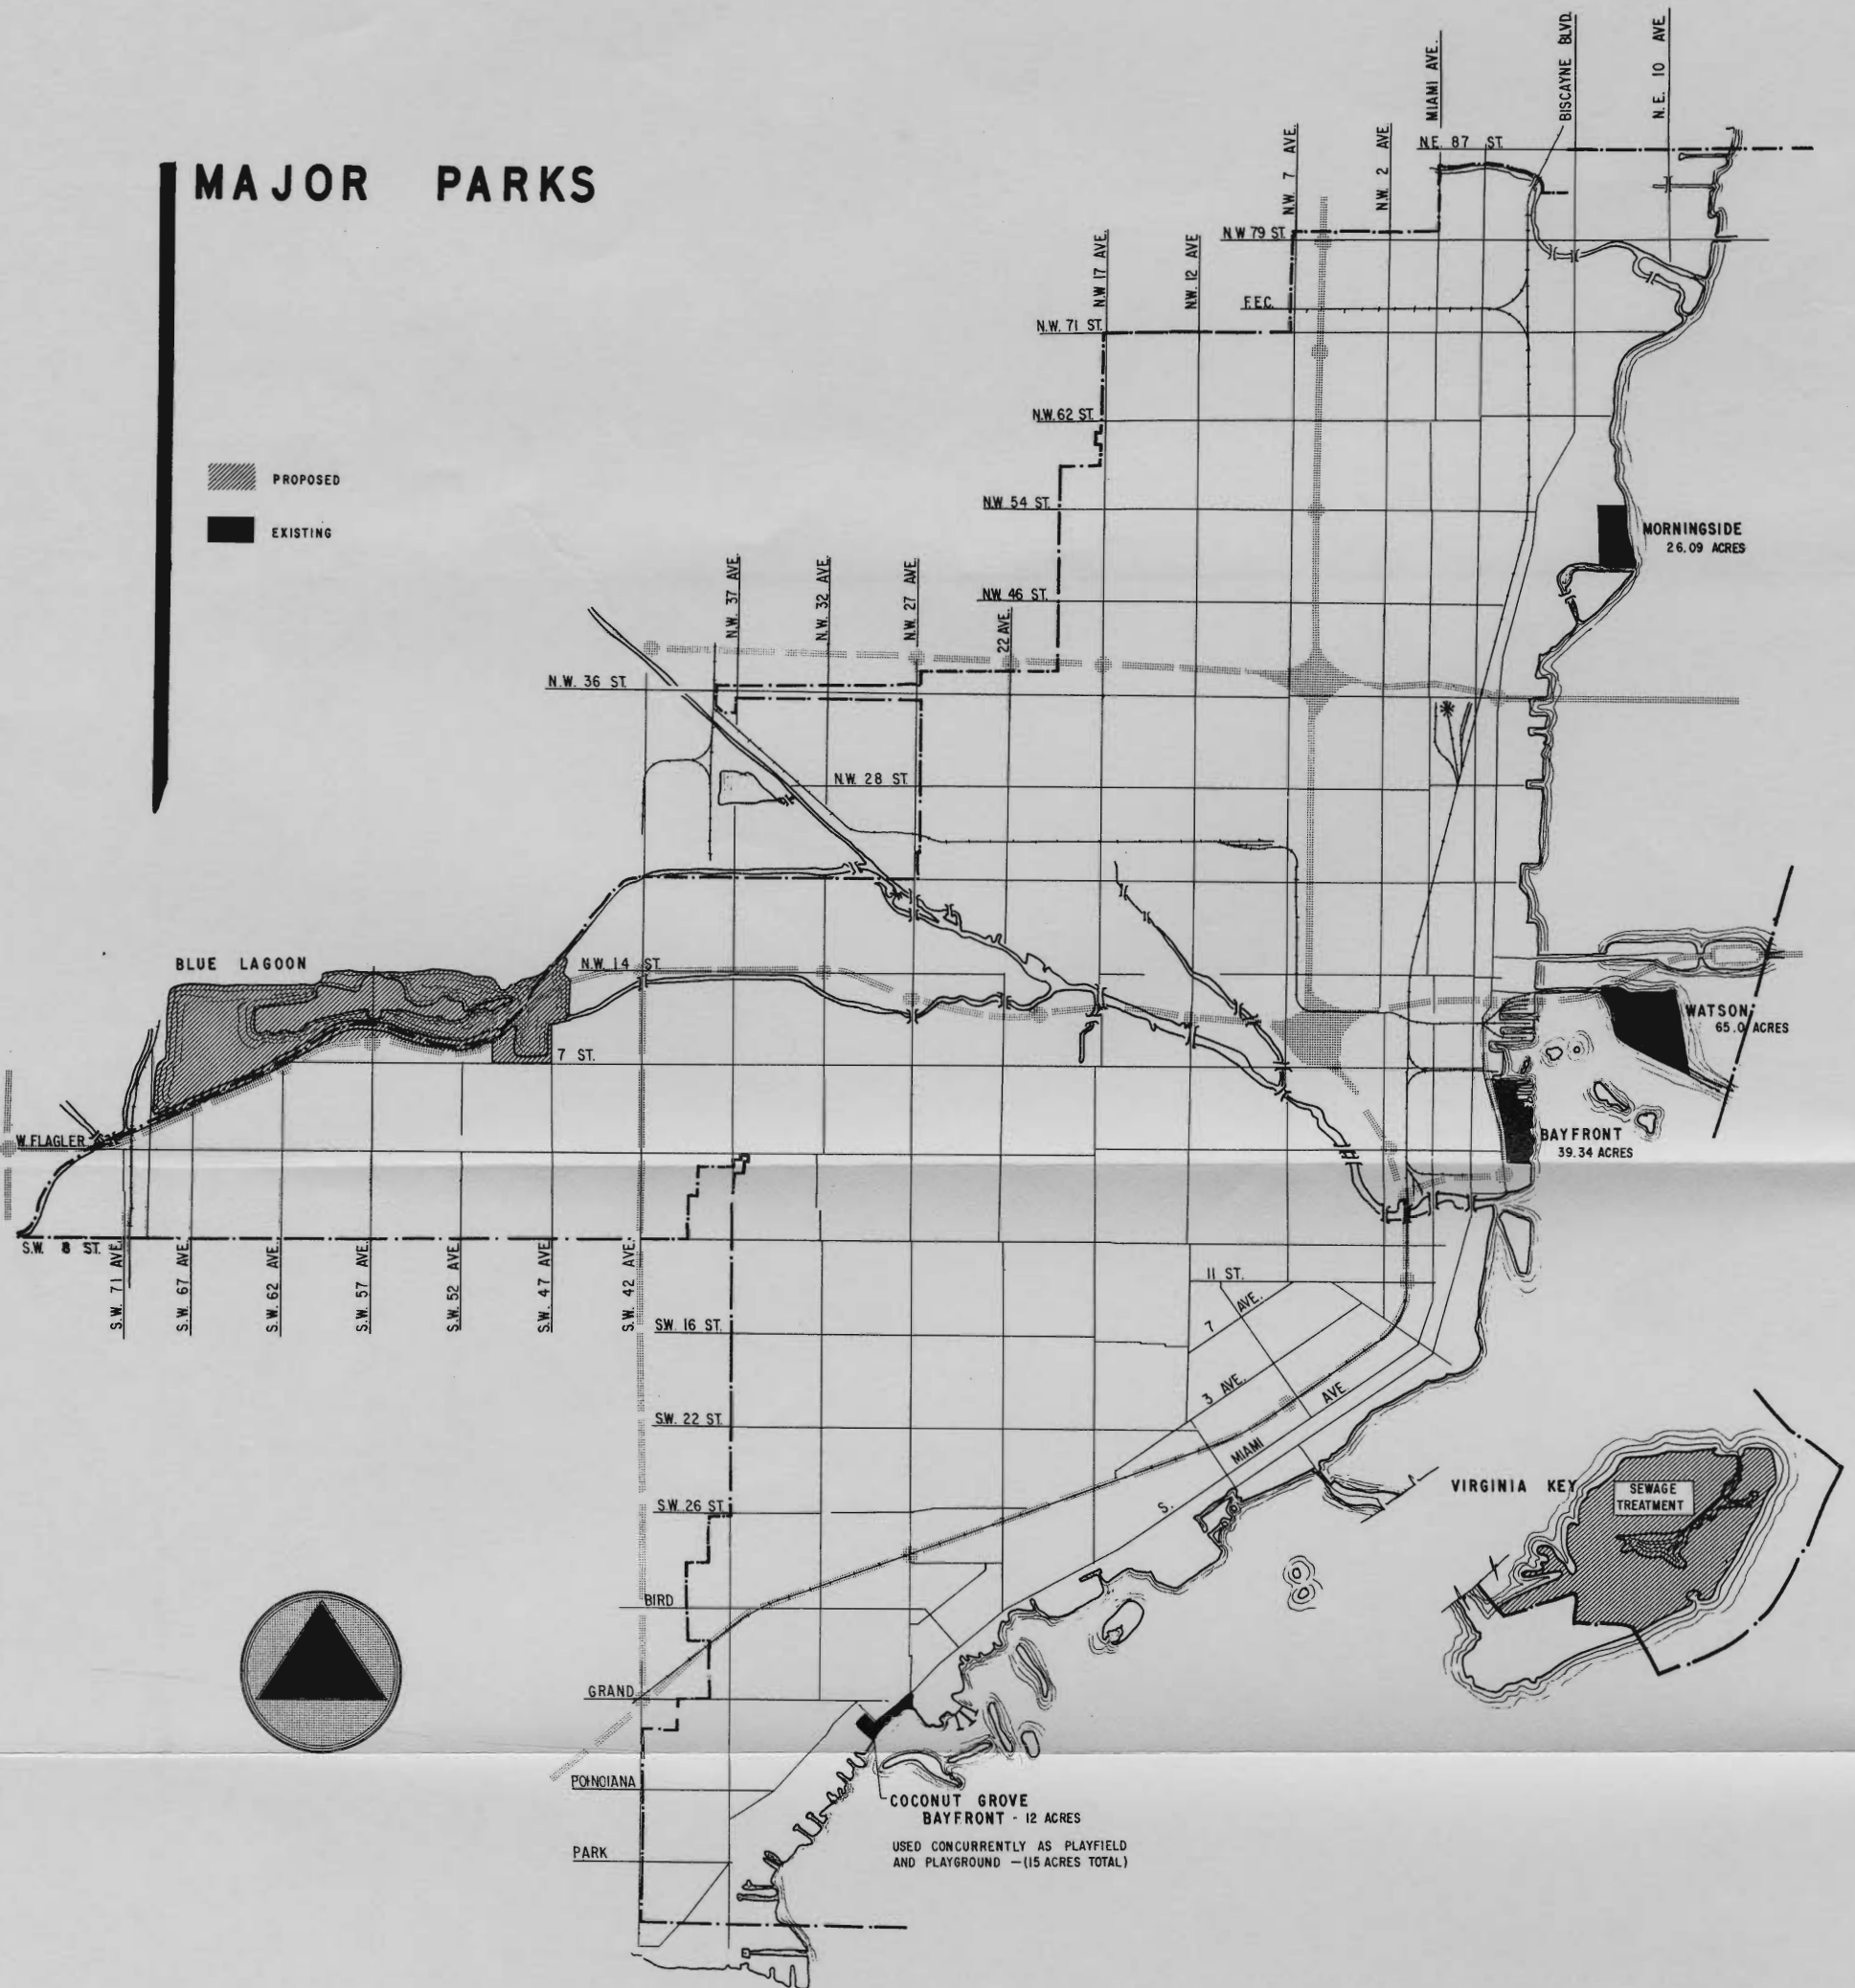 MAJOR PARKS
PROPOSED
EXISTING
MIAMI AVE.
BISCAYNE BLVD.
N.E. 10 AVE.
N.W. 7 AVE.
N.W. 2 AVE.
N.E. 87 ST.
N.W 17 AVE.
N.W. 12 AVE
N.W 79 ST.
F.E.C.
N.W. 71 ST.
N.W. 62 ST.
N.W. 54 ST.
MORNINGSIDE
26.09 ACRES
N.W. 37 AVE.
N.W. 32 AVE.
N.W. 27 AVE.
22 AVE.
N.W. 46 ST.
N.W. 36 ST.
N.W. 28 ST.
BLUE LAGOON
N.W. 14 ST.
WATSON
65.0 ACRES
7 ST.
W. FLAGLER
BAYFRONT
39.34 ACRES
S.W. 8 ST.
S.W. 71 AVE.
S.W. 67 AVE.
S.W. 62 AVE.
S.W. 57 AVE.
S.W. 52 AVE.
S.W. 47 AVE.
S.W. 42 AVE.
11 ST.
7 AVE.
S.W. 16 ST.
3 AVE.
S.W. 22 ST.
S. MIAMI AVE
VIRGINIA KEY
SEWAGE
TREATMENT
S.W. 26 ST.
BIRD
GRAND
POINCIANA
COCONUT GROVE
BAYFRONT - 12 ACRES
USED CONCURRENTLY AS PLAYFIELD
AND PLAYGROUND - (15 ACRES TOTAL)
PARK